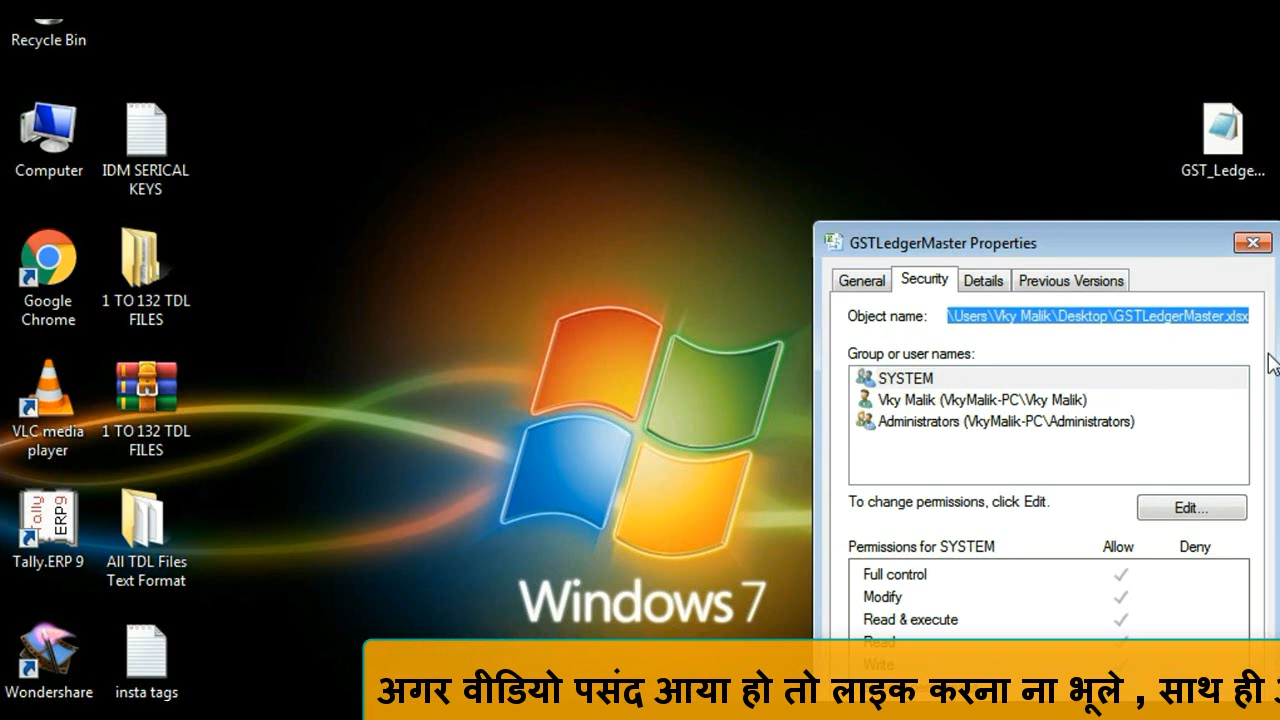 Recycle Bin
Computer
IDM SERICAL
KEYS
GST_Ledge...
Google
Chrome
1 TO 132 TDL
FILES
VLC media
player
1 TO 132 TDL
FILES
Tally
ERP9
Tally.ERP 9
All TDL Files
Text Format
Wondershare
insta tags
Windows 7
GSTLedgerMaster Properties
General
Security
Details
Previous Versions
Object name:
\Users\Vky Malik\Desktop\GSTLedgerMaster.xlsx
Group or user names:
SYSTEM
Vky Malik (VkyMalik-PC\Vky Malik)
Administrators (VkyMalik-PC\Administrators)
To change permissions, click Edit.
Edit...
Permissions for SYSTEM
Allow
Deny
Full control
Modify
Read & execute
Read
Write
अगर वीडियो पसंद आया हो तो लाइक करना ना भूले , साथ ही